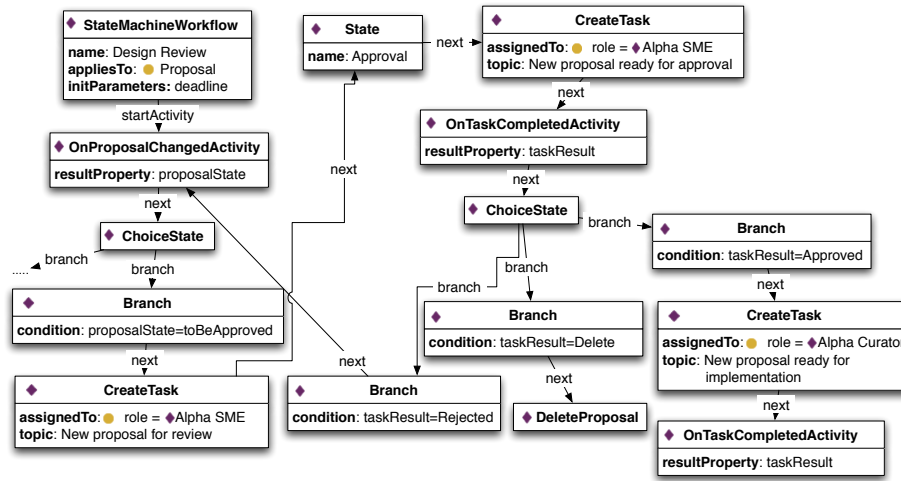 StateMachineWorkflow
name: Design Review
appliesTo: Proposal
initParameters: deadline
startActivity
OnProposalChangedActivity
resultProperty: proposalState
next
ChoiceState
branch
.....
branch
Branch
condition: proposalState=toBeApproved
next
CreateTask
assignedTo: role = Alpha SME
topic: New proposal for review
next
State
name: Approval
next
CreateTask
assignedTo: role = Alpha SME
topic: New proposal ready for approval
next
OnTaskCompletedActivity
resultProperty: taskResult
next
ChoiceState
branch
Branch
condition: taskResult=Rejected
next
branch
Branch
condition: taskResult=Delete
next
DeleteProposal
branch
Branch
condition: taskResult=Approved
next
CreateTask
assignedTo: role = Alpha Curator
topic: New proposal ready for
implementation
next
OnTaskCompletedActivity
resultProperty: taskResult